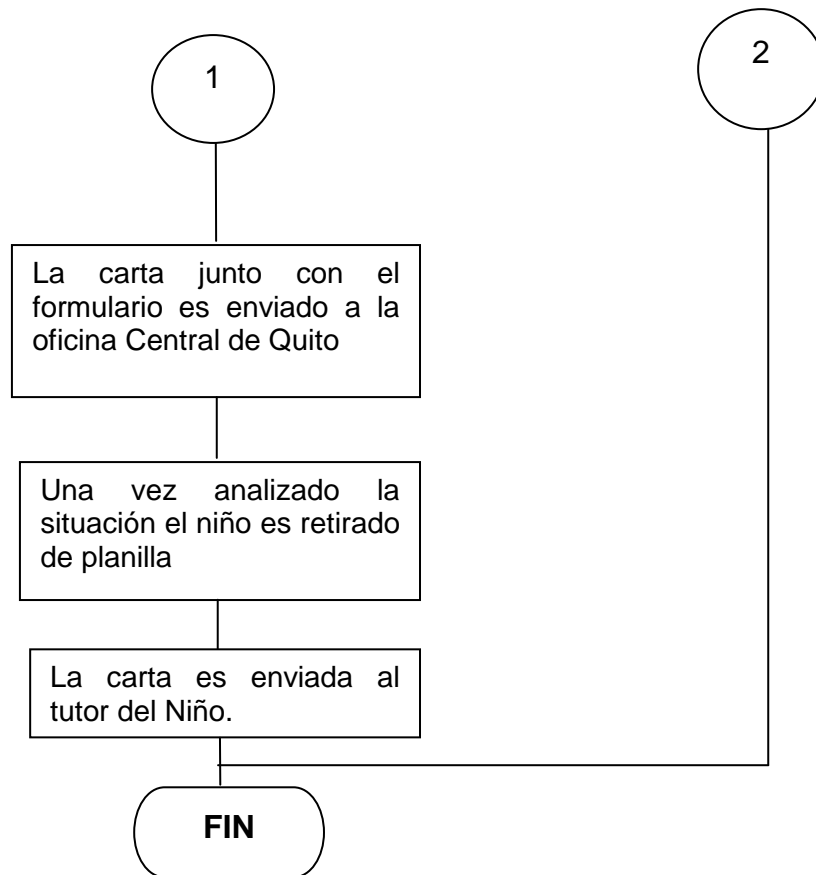 1
2
La carta junto con el
formulario es enviado a la
oficina Central de Quito
Una vez analizado la
situación el niño es retirado
de planilla
La carta es enviada al
tutor del Niño.
FIN